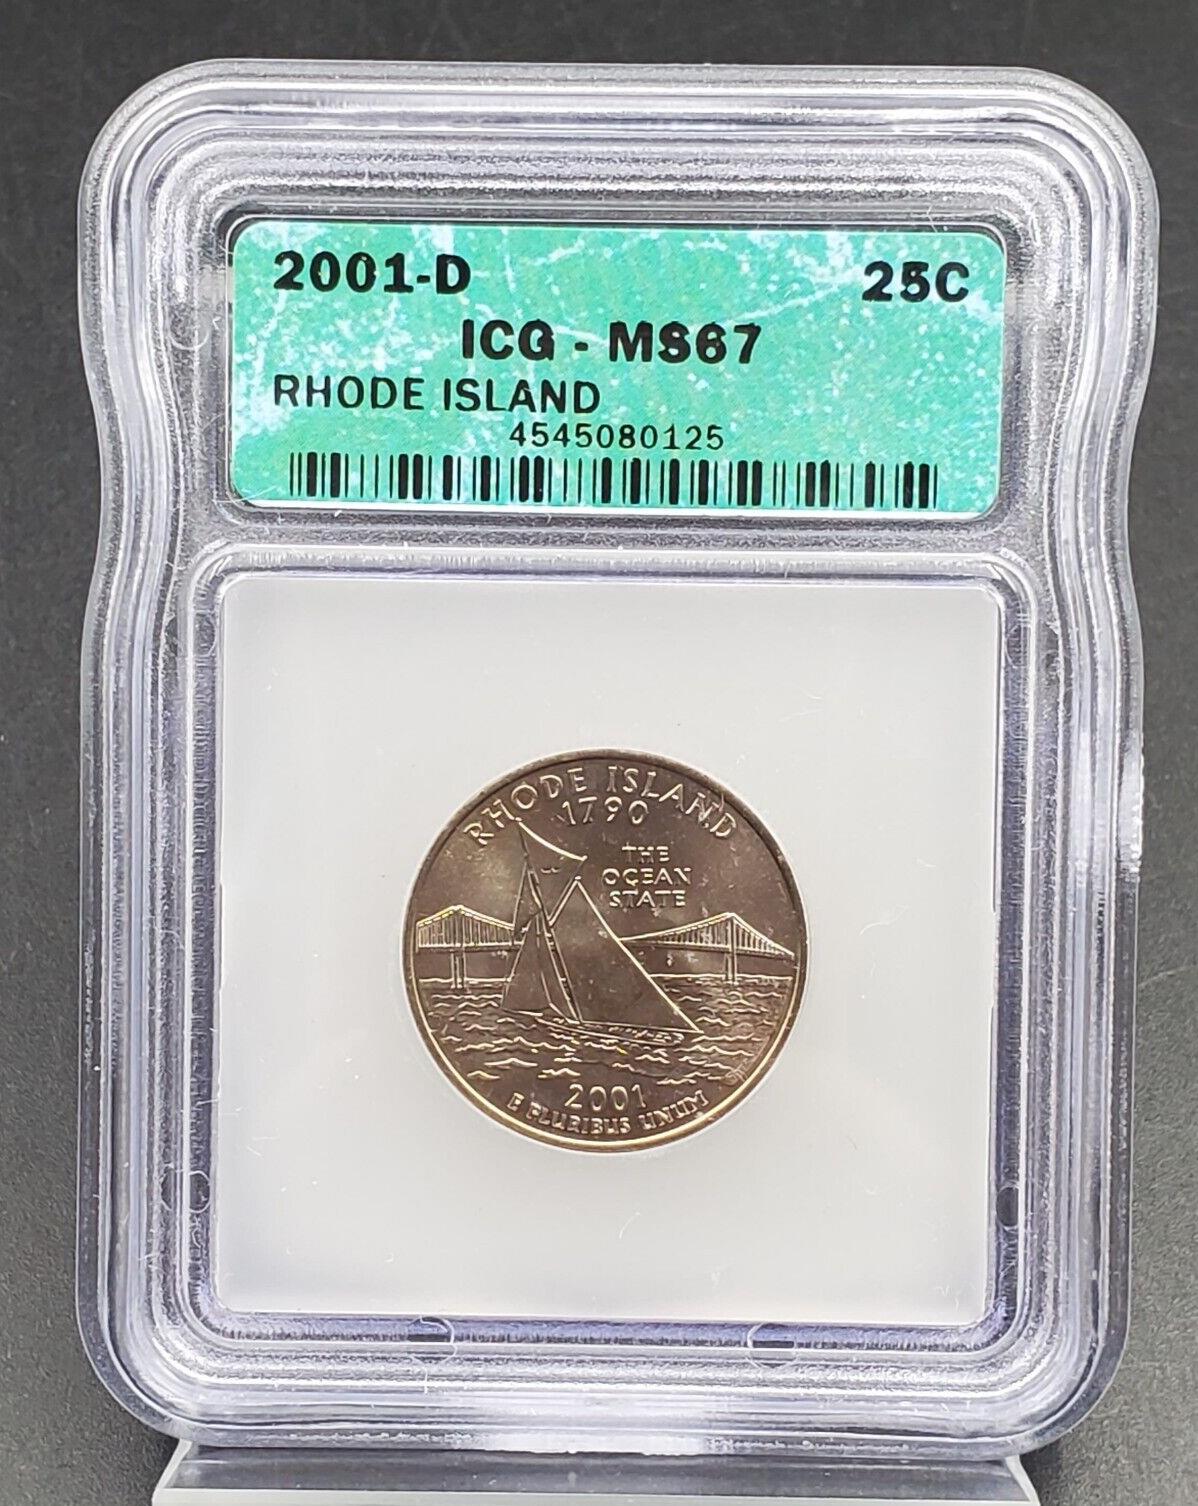 2001-D 25C
ICG - MS67
RHODE ISLAND
4545080125
RHODE ISLAND
1790
THE
OCEAN
STATE
2001
E PLURIBUS UNUM